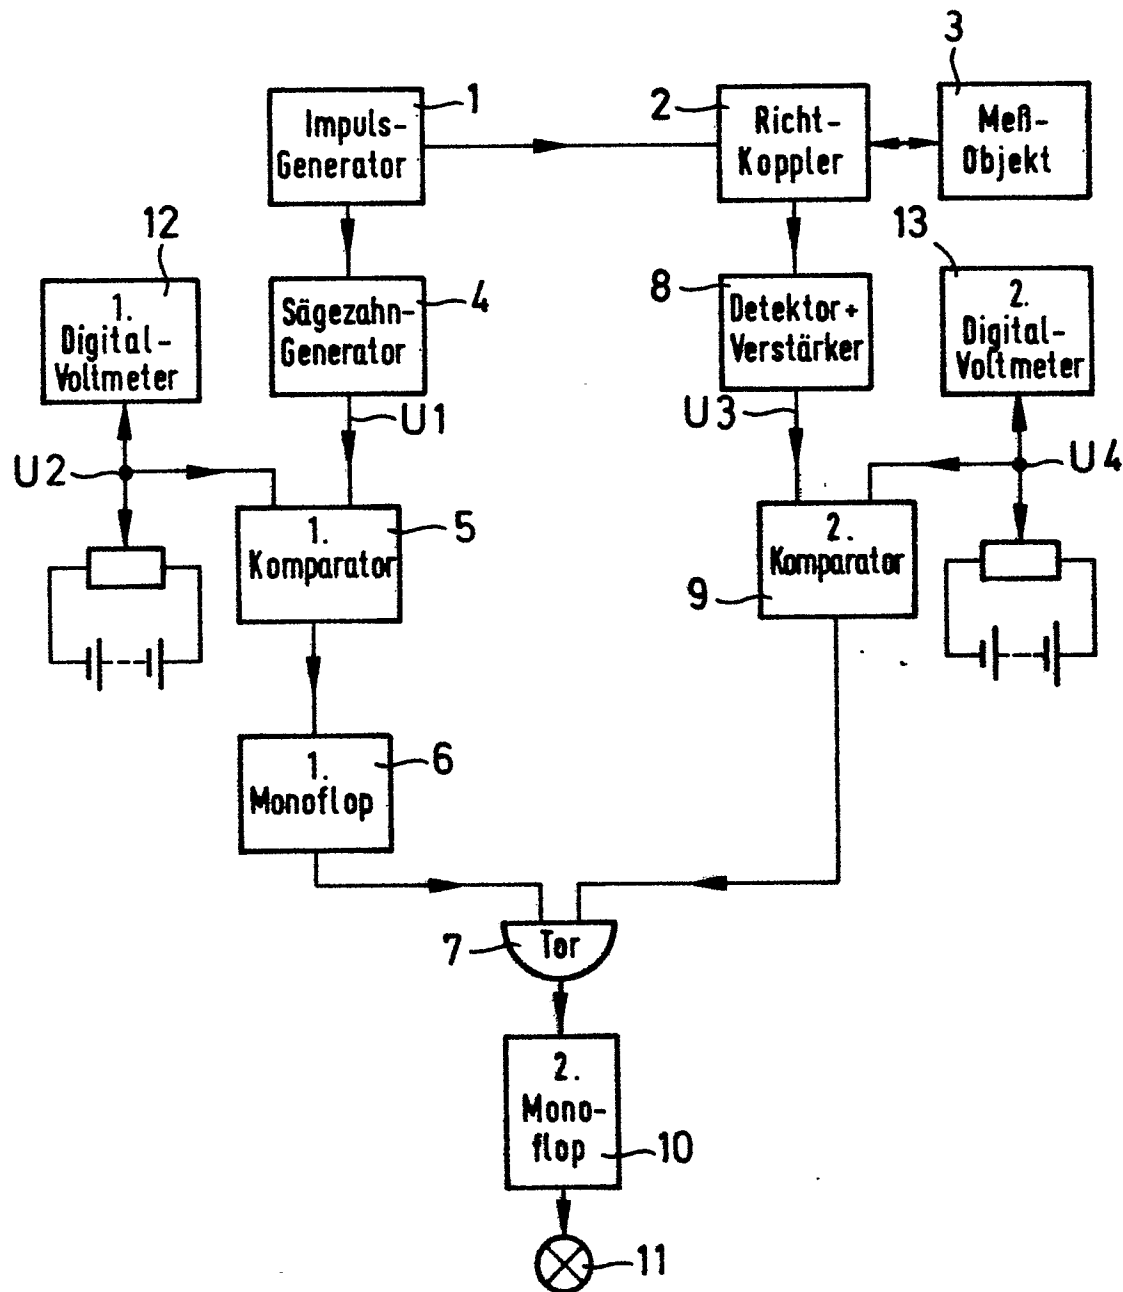 3
Impuls-
Generator
1
2
Richt-
Koppler
Meß-
Objekt
12
1.
Digital-
Voltmeter
Sägezahn-
Generator
4
8
Detektor +
Verstärker
13
2.
Digital-
Voltmeter
U1
U3
U2
U4
1.
Komparator
5
2.
Komparator
9
1.
Monoflop
6
7
Tor
2.
Mono-
flop
10
11